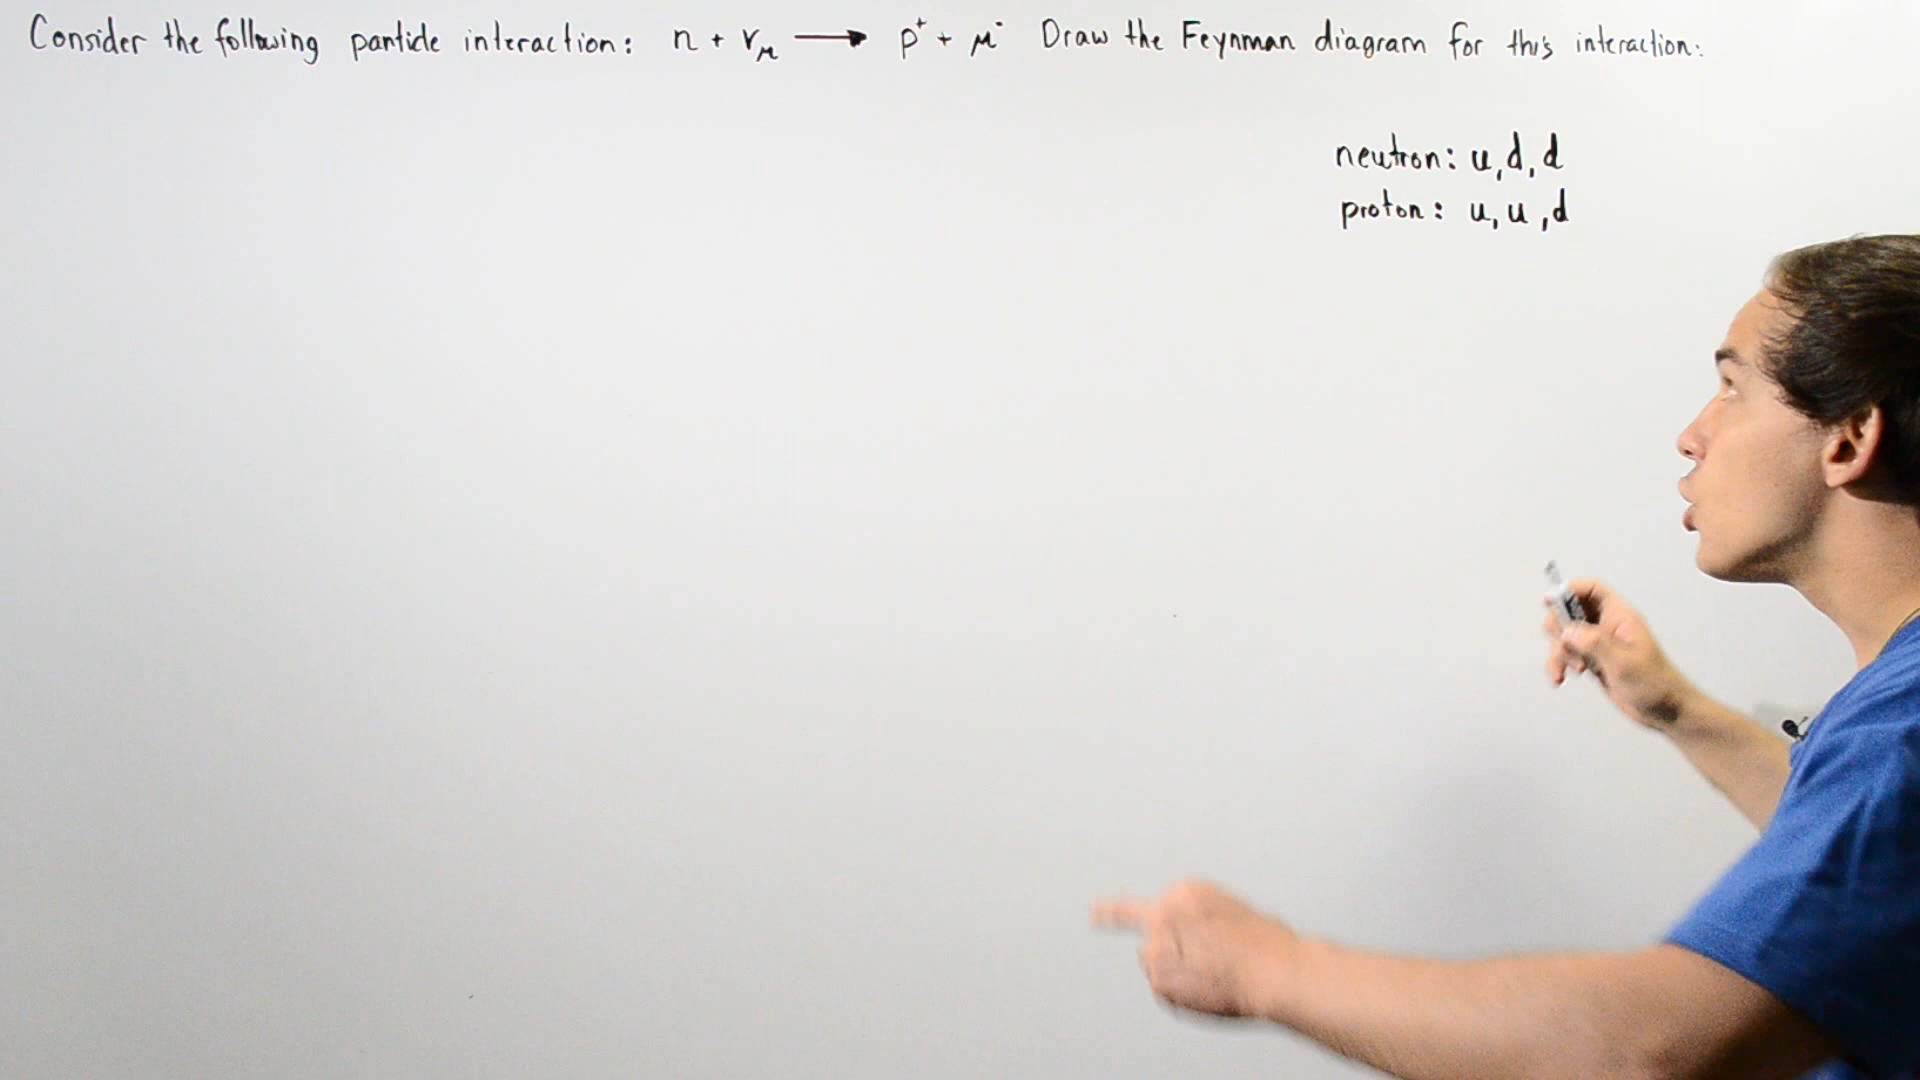 Consider the following particle interaction: n + νμ → p⁺ + μ⁻ Draw the Feynman diagram for this interaction:
neutron: u, d, d
proton: u, u, d